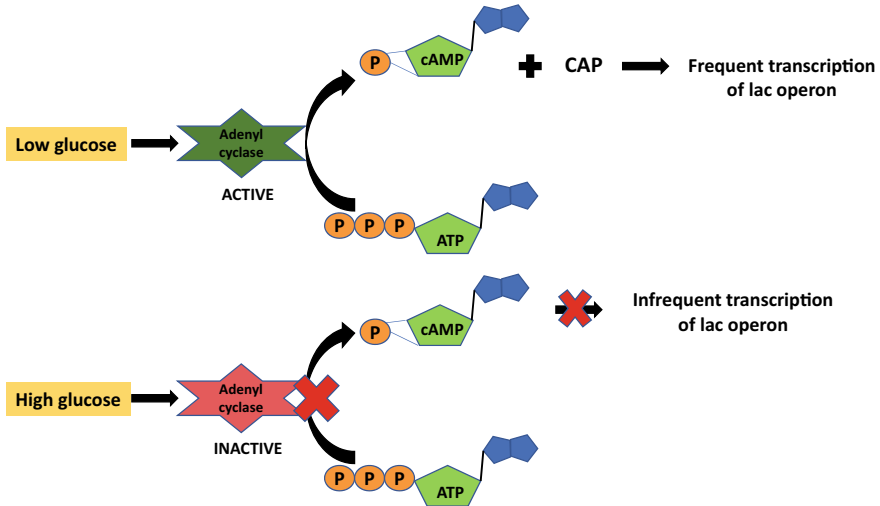 P
cAMP
CAP
Frequent transcription
of lac operon
Low glucose
Adenyl
cyclase
ACTIVE
P P P
ATP
P
cAMP
Infrequent transcription
of lac operon
High glucose
Adenyl
cyclase
INACTIVE
P P P
ATP